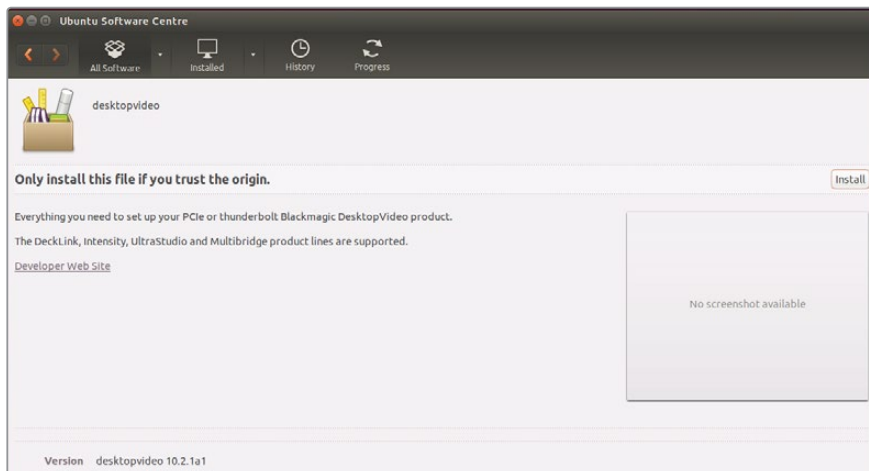 Ubuntu Software Centre
All Software
Installed
History
Progress
desktopvideo
Only install this file if you trust the origin.
Install
Everything you need to set up your PCIe or thunderbolt Blackmagic DesktopVideo product.
The DeckLink, Intensity, UltraStudio and Multibridge product lines are supported.
Developer Web Site
No screenshot available
Version desktopvideo 10.2.1a1